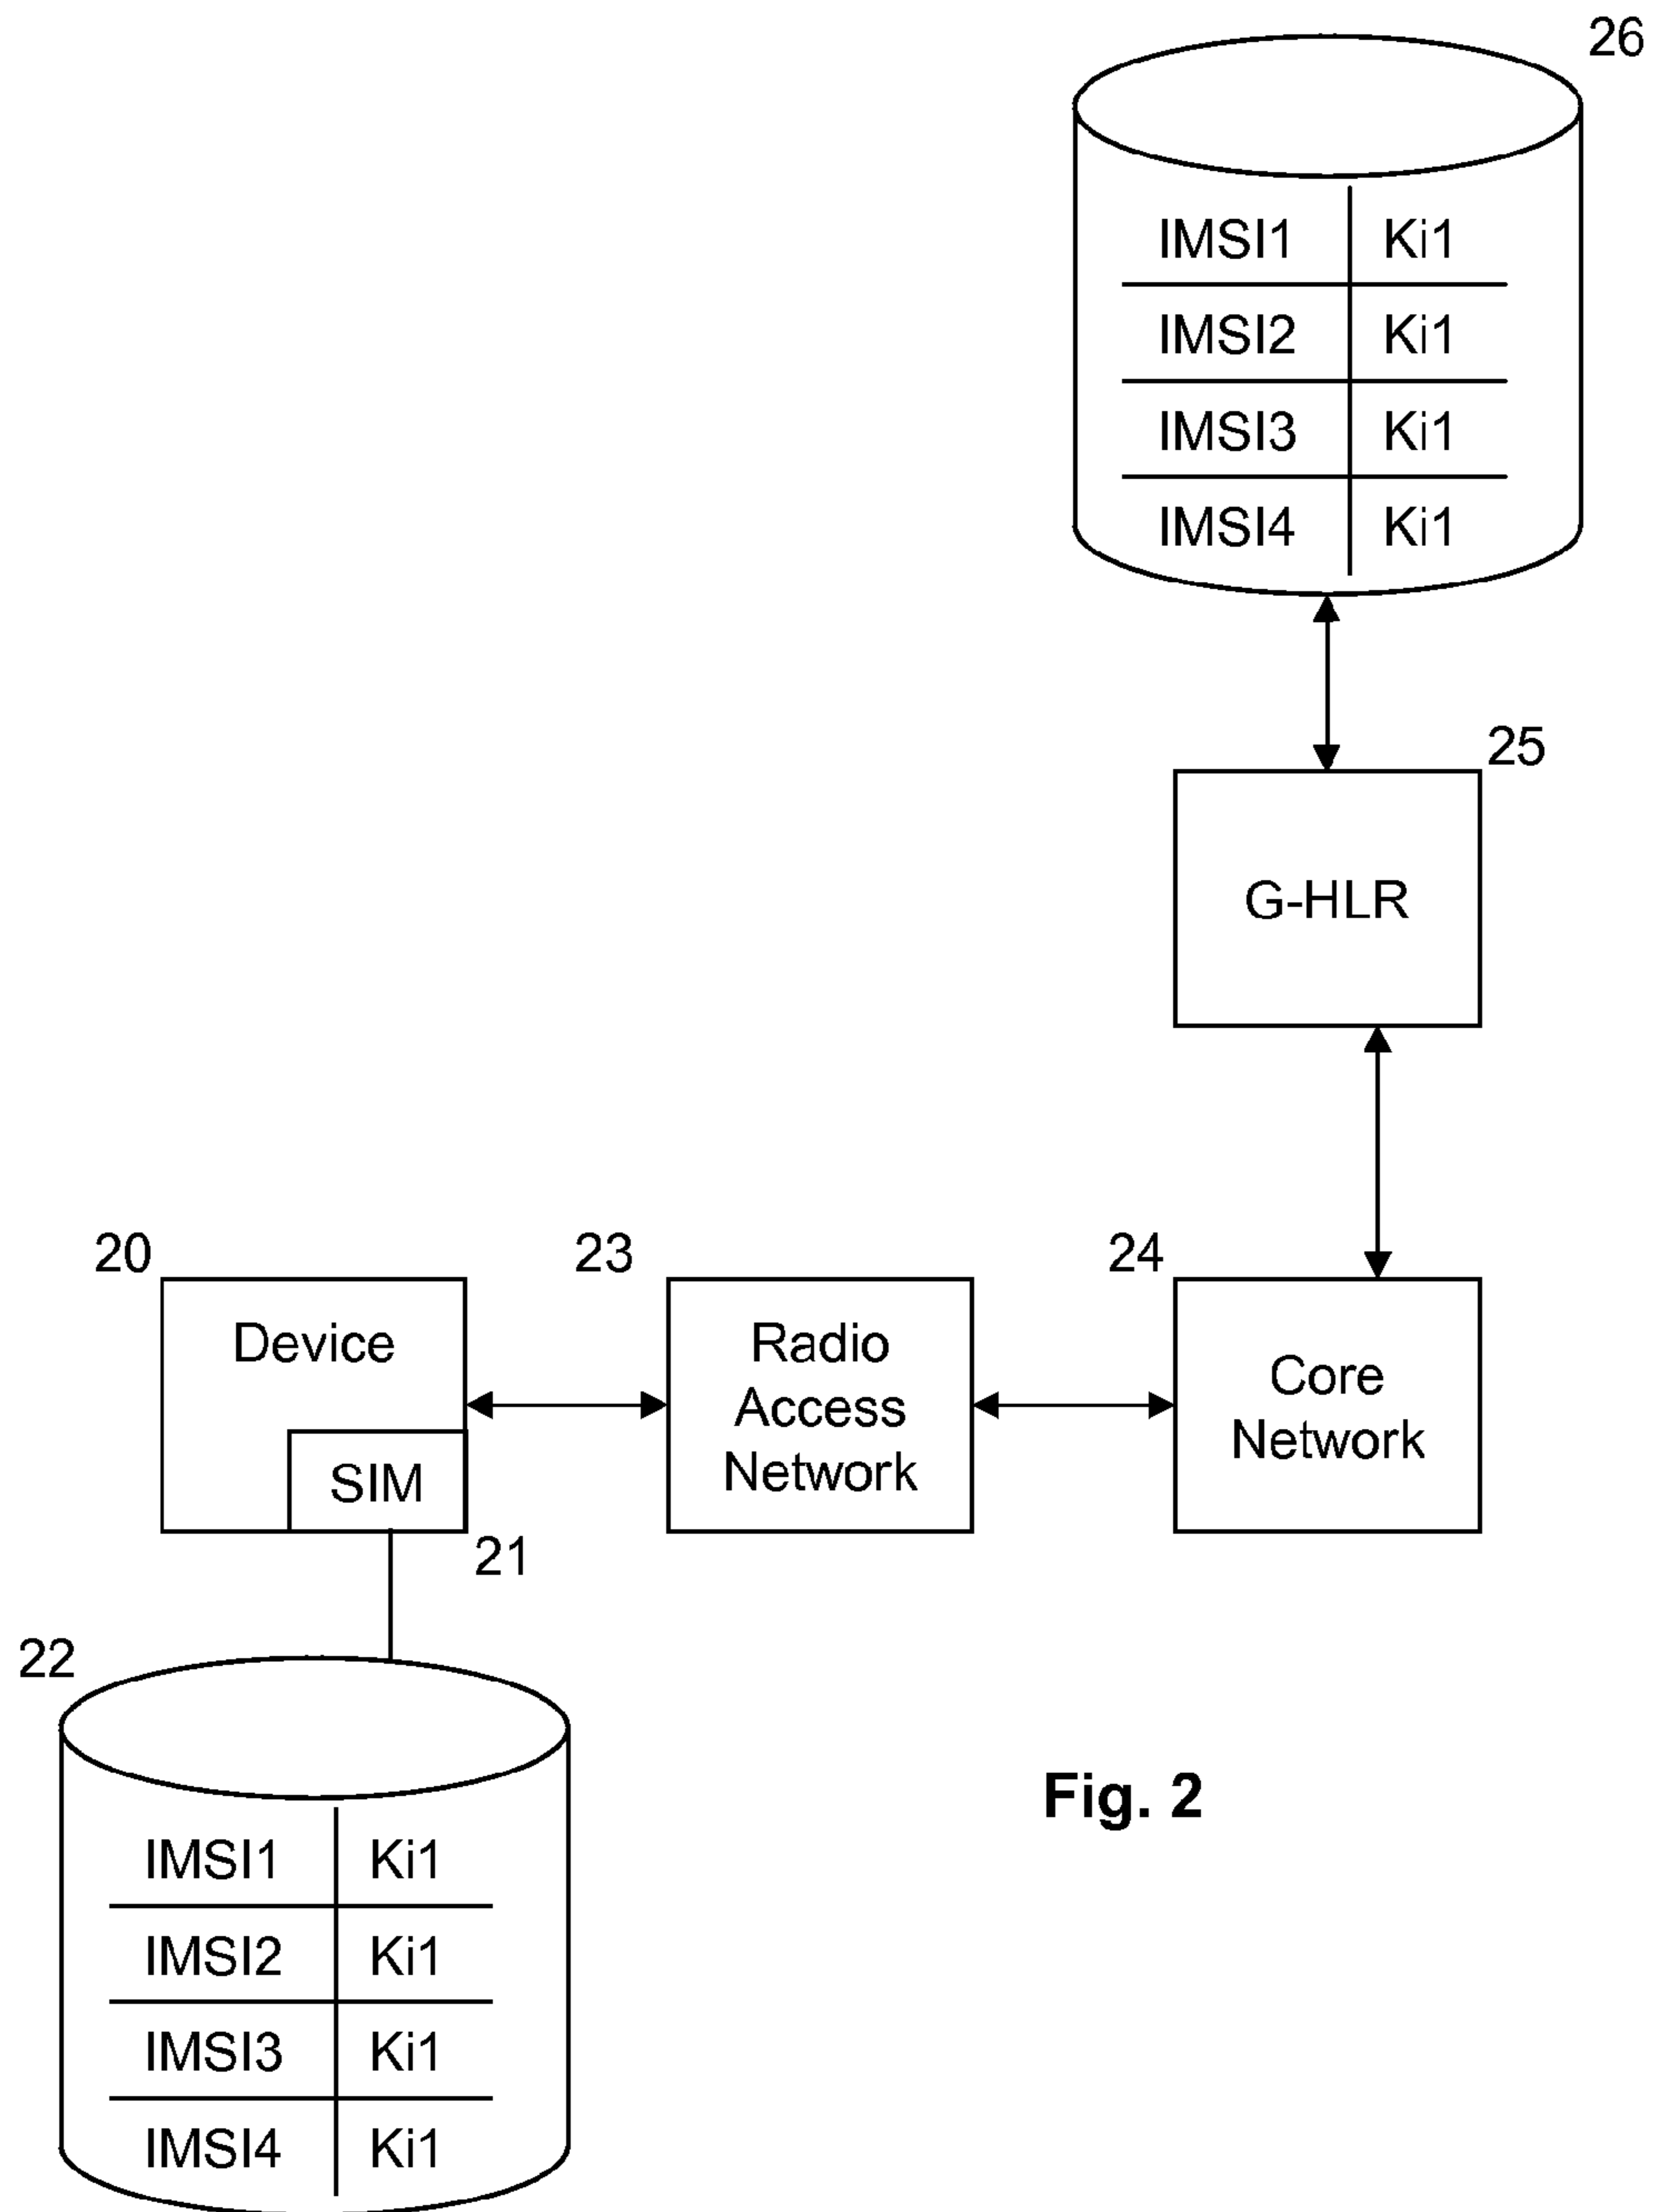 26
IMSI1 Ki1
IMSI2 Ki1
IMSI3 Ki1
IMSI4 Ki1
25
G-HLR
20
23
24
Device
SIM
21
Radio
Access
Network
Core
Network
22
IMSI1 Ki1
IMSI2 Ki1
IMSI3 Ki1
IMSI4 Ki1
Fig. 2